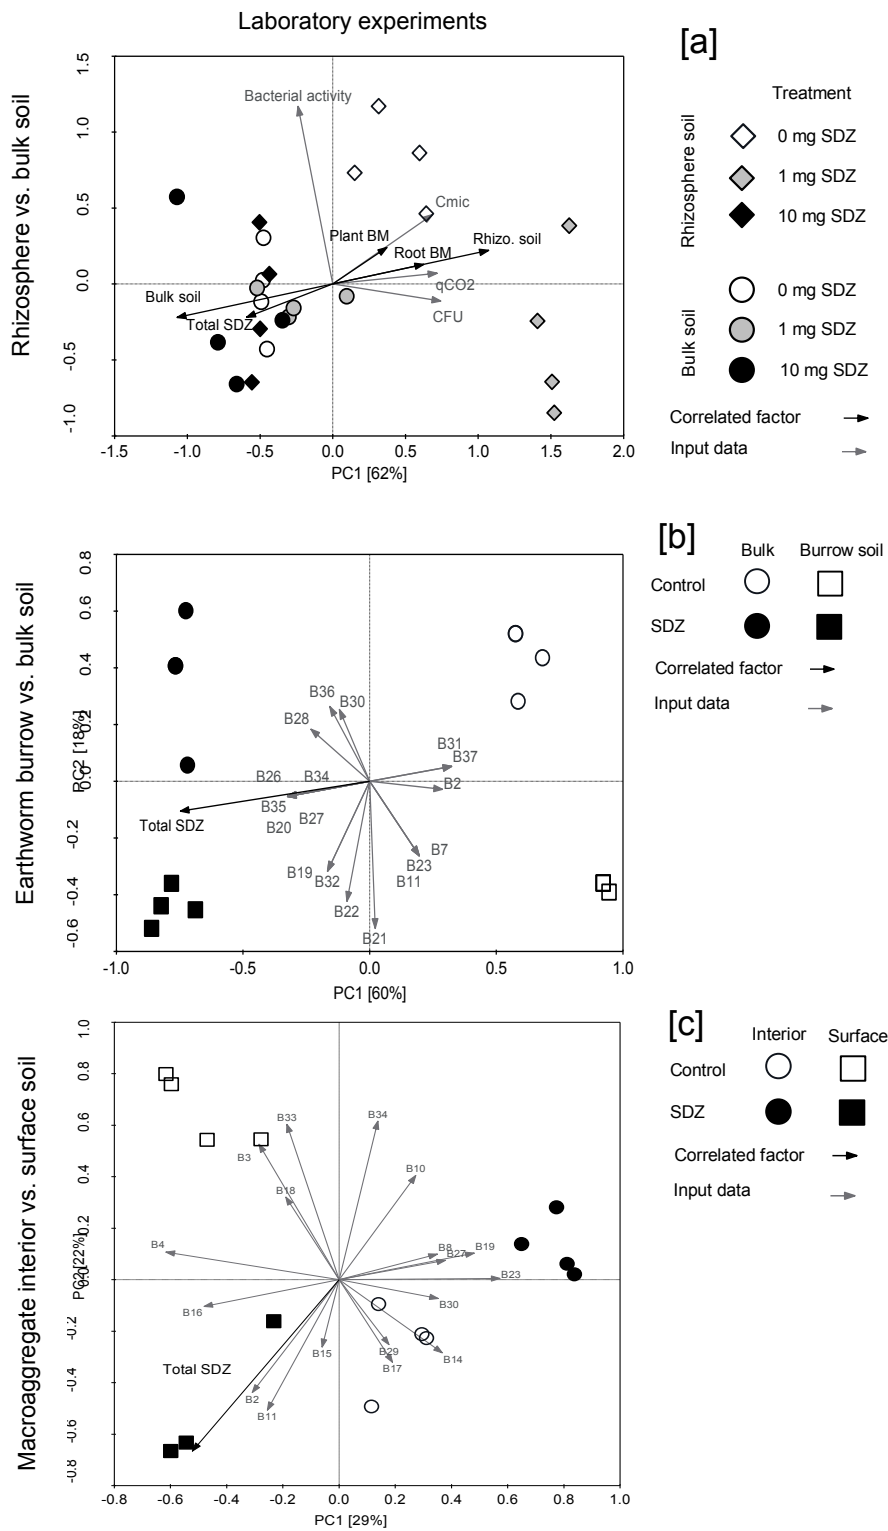 Laboratory experiments
[a]
Rhizosphere vs. bulk soil
1.5
1.0
0.5
0.0
-0.5
-1.0
Bacterial activity
Cmic
Plant BM
Root BM
Rhizo. soil
qCO2
CFU
Bulk soil
Total SDZ
-1.5
-1.0
-0.5
0.0
0.5
1.0
1.5
2.0
PC1 [62%]
Treatment
Rhizosphere soil
0 mg SDZ
1 mg SDZ
10 mg SDZ
Bulk soil
0 mg SDZ
1 mg SDZ
10 mg SDZ
Correlated factor
Input data
[b]
Earthworm burrow vs. bulk soil
PC2 [18%]
0.8
0.6
0.4
0.2
0.0
-0.2
-0.4
-0.6
B36
B30
B28
B31
B37
B26
B34
B2
B35
Total SDZ
B27
B20
B7
B23
B19
B32
B11
B22
B21
-1.0
-0.5
0.0
0.5
1.0
PC1 [60%]
Bulk Burrow soil
Control
SDZ
Correlated factor
Input data
[c]
Macroaggregate interior vs. surface soil
PC2 [22%]
1.0
0.8
0.6
0.4
0.2
0.0
-0.2
-0.4
-0.6
-0.8
B33
B34
B3
B10
B18
B4
B8
B27
B19
B23
B16
B30
B15
B29
B14
B17
Total SDZ
B2
B11
-0.8
-0.6
-0.4
-0.2
0.0
0.2
0.4
0.6
0.8
1.0
PC1 [29%]
Interior Surface
Control
SDZ
Correlated factor
Input data